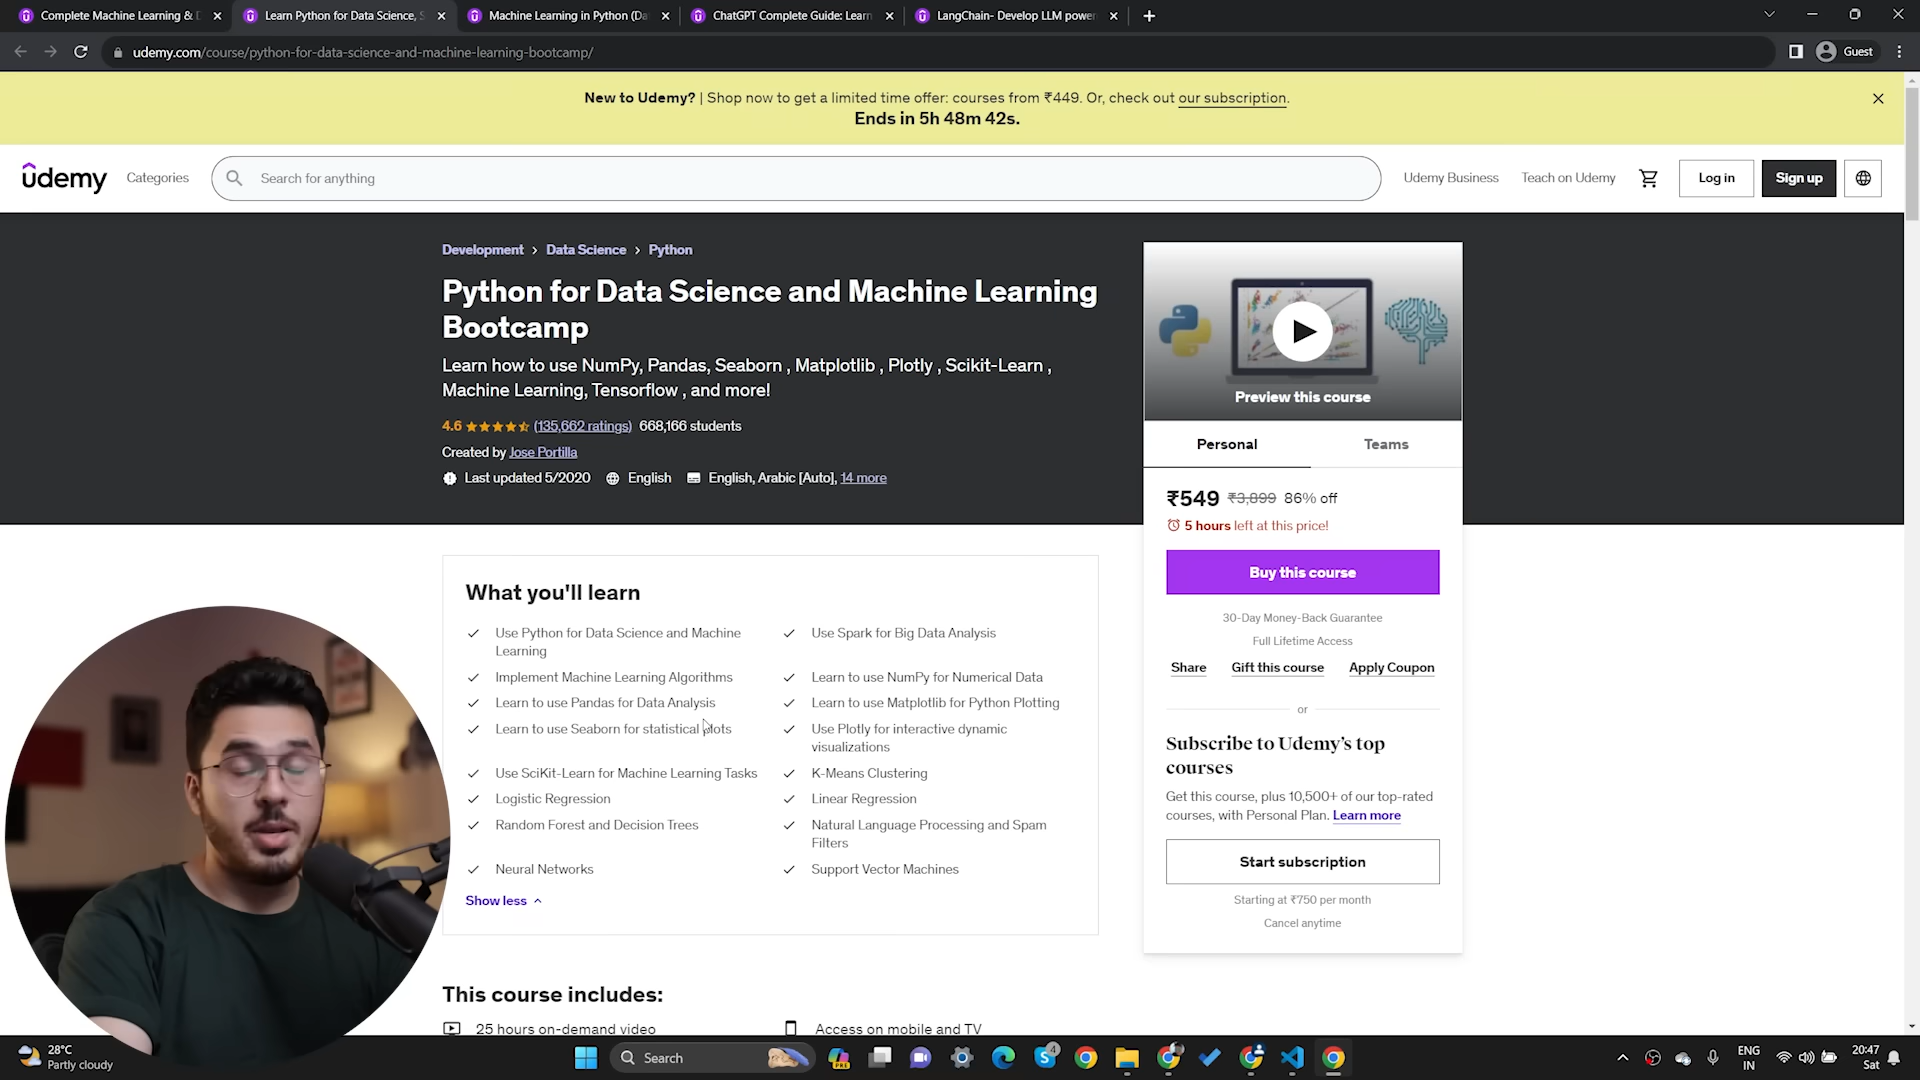 Complete Machine Learning & D
Learn Python for Data Science, S
Machine Learning in Python (Da
ChatGPT Complete Guide: Learn
LangChain- Develop LLM power
udemy.com/course/python-for-data-science-and-machine-learning-bootcamp/
Guest
New to Udemy? | Shop now to get a limited time offer: courses from ₹449. Or, check out our subscription.
Ends in 5h 48m 42s.
ûdemy
Categories
Search for anything
Udemy Business
Teach on Udemy
Log in
Sign up
Development > Data Science > Python
Python for Data Science and Machine Learning
Bootcamp
Learn how to use NumPy, Pandas, Seaborn , Matplotlib , Plotly , Scikit-Learn ,
Machine Learning, Tensorflow , and more!
4.6 (135,662 ratings) 668,166 students
Created by Jose Portilla
Last updated 5/2020 English English, Arabic [Auto], 14 more
Preview this course
Personal
Teams
₹549 ₹3,899 86% off
5 hours left at this price!
Buy this course
30-Day Money-Back Guarantee
Full Lifetime Access
Share
Gift this course
Apply Coupon
or
Subscribe to Udemy's top
courses
Get this course, plus 10,500+ of our top-rated
courses, with Personal Plan. Learn more
Start subscription
Starting at ₹750 per month
Cancel anytime
What you'll learn
Use Python for Data Science and Machine
Learning
Use Spark for Big Data Analysis
Implement Machine Learning Algorithms
Learn to use NumPy for Numerical Data
Learn to use Pandas for Data Analysis
Learn to use Matplotlib for Python Plotting
Learn to use Seaborn for statistical plots
Use Plotly for interactive dynamic
visualizations
Use SciKit-Learn for Machine Learning Tasks
K-Means Clustering
Logistic Regression
Linear Regression
Random Forest and Decision Trees
Natural Language Processing and Spam
Filters
Neural Networks
Support Vector Machines
Show less
This course includes:
25 hours on-demand video
Access on mobile and TV
28°C
Partly cloudy
Search
PRE
4
ENG
IN
20:47
Sat